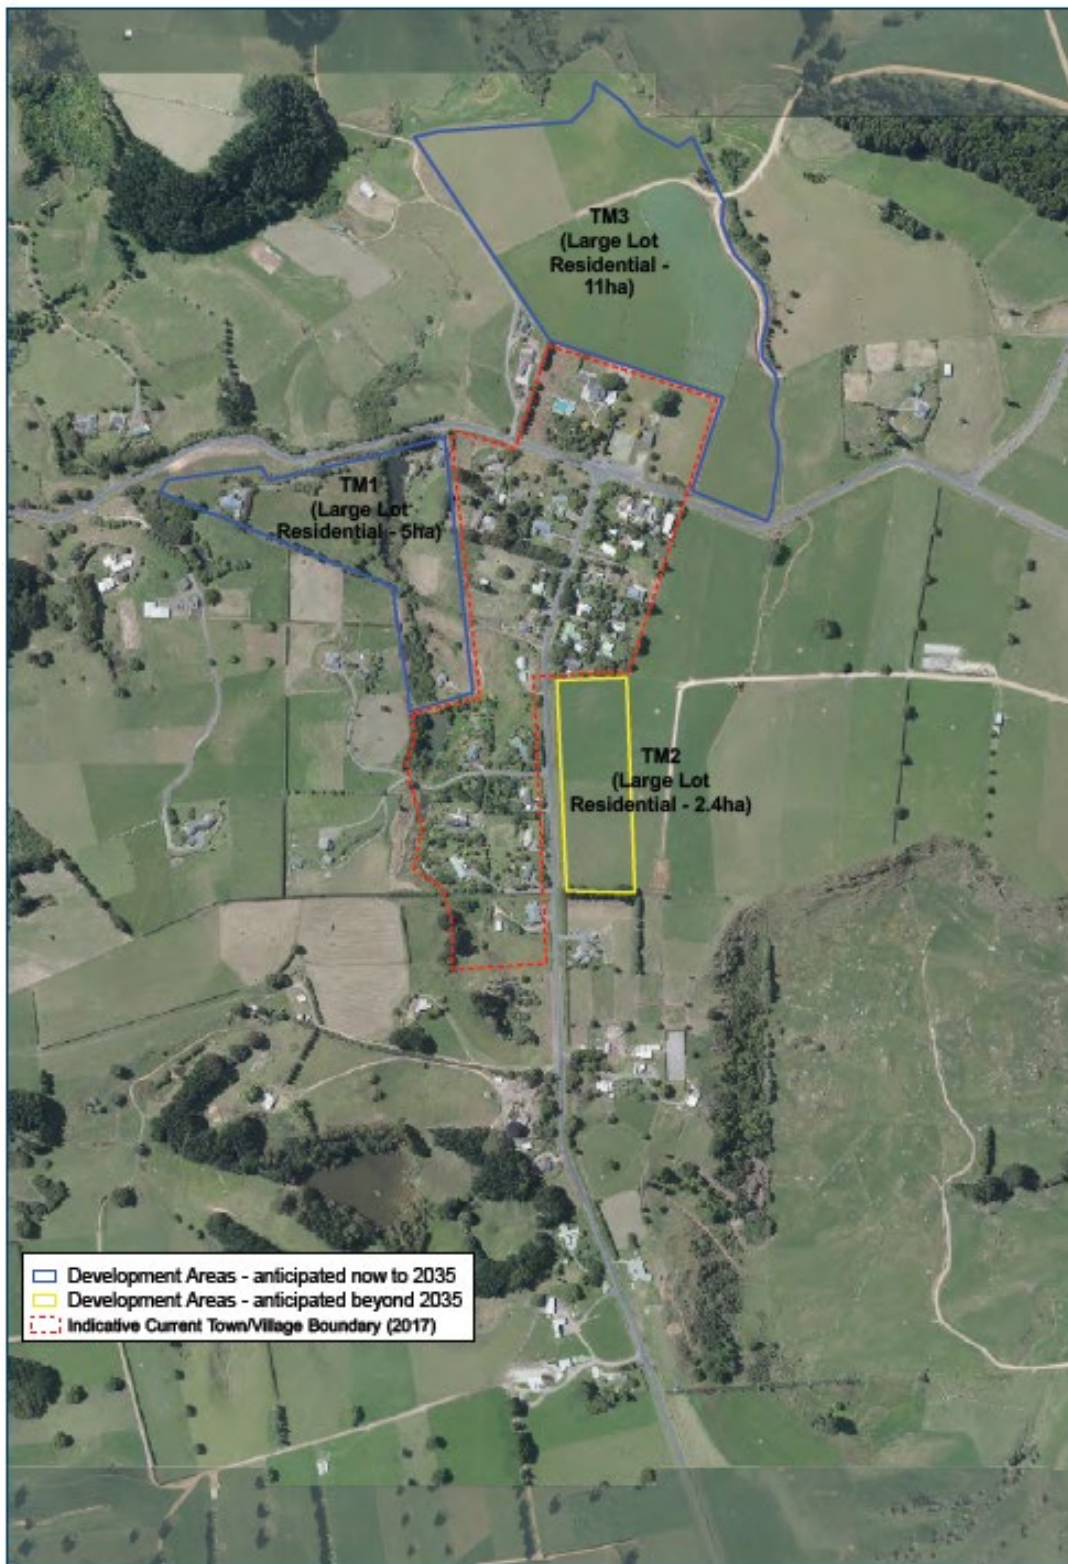 TM3
(Large Lot
Residential -
11ha)
TM1
(Large Lot
Residential - 5ha)
TM2
(Large Lot
Residential - 2.4ha)
Development Areas - anticipated now to 2035
Development Areas - anticipated beyond 2035
Indicative Current Town/Village Boundary (2017)